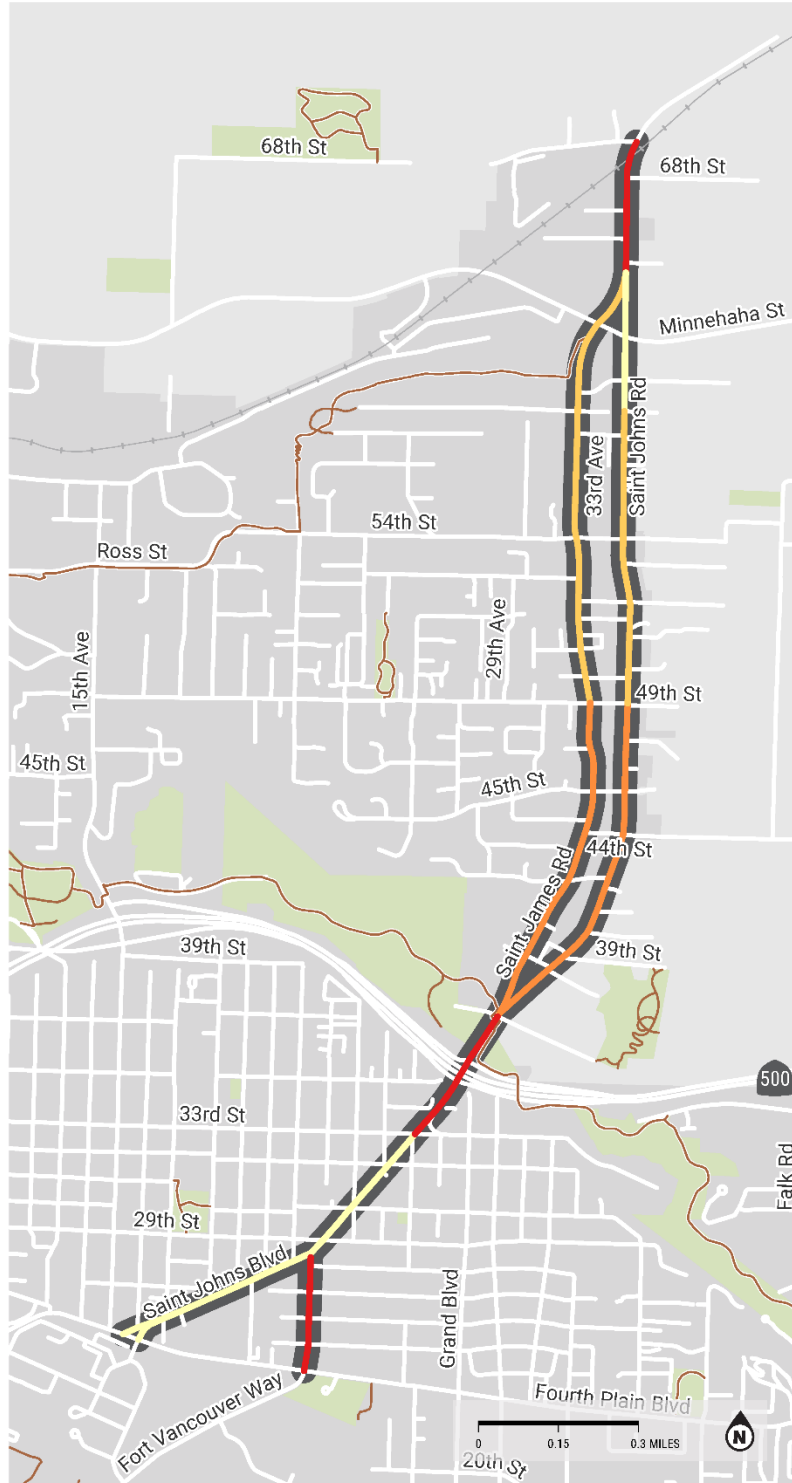 68th St
68th St
Minnehaha St
Saint Johns Rd
33rd Ave
54th St
Ross St
29th Ave
15th Ave
49th St
45th St
45th St
44th St
Saint James Rd
39th St
39th St
500
33rd St
Falk Rd
29th St
Saint Johns Blvd
Grand Blvd
Fort Vancouver Way
Fourth Plain Blvd
0 0.15 0.3 MILES
N
20th St